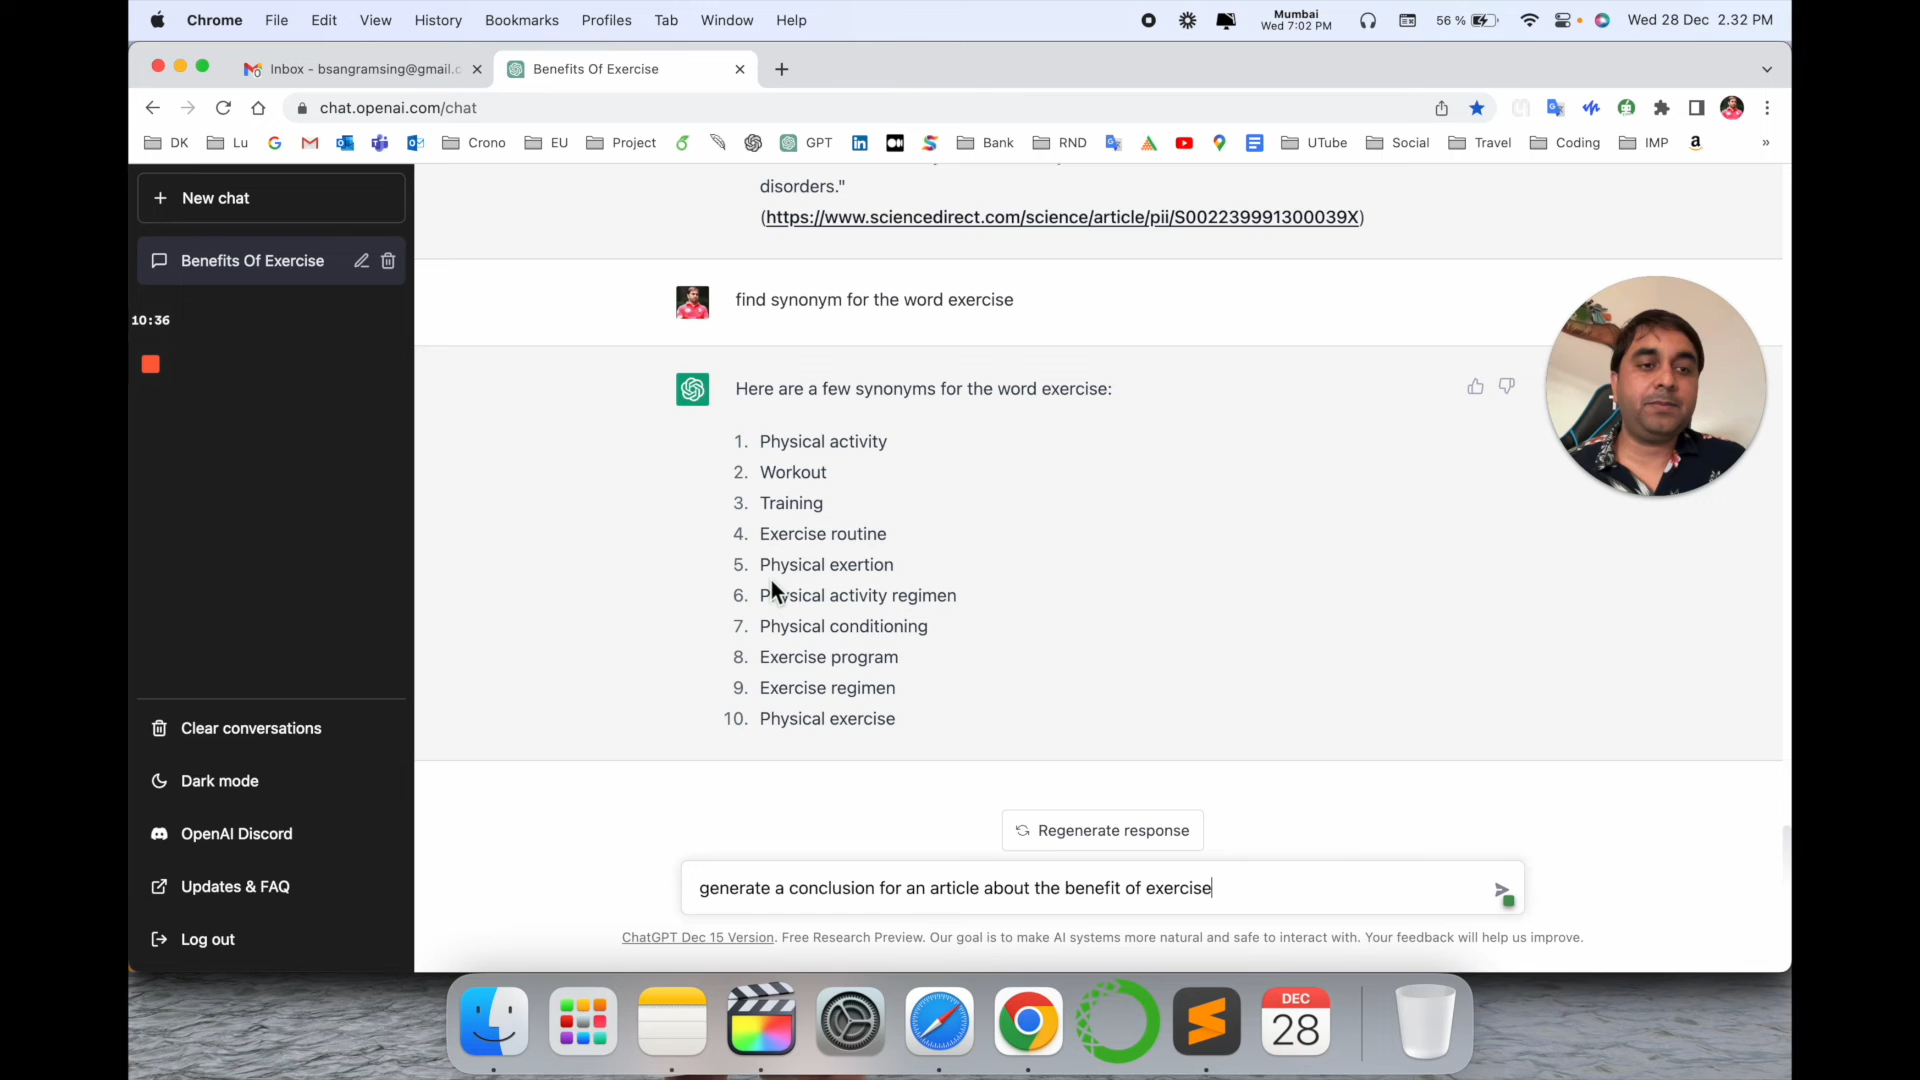 Chrome File Edit View History Bookmarks Profiles Tab Window Help
Mumbai
Wed 7:02 PM
56 %
Wed 28 Dec 2.32 PM
Inbox - bsangramsing@gmail.c
Benefits Of Exercise
chat.openai.com/chat
DK Lu Crono EU Project GPT Bank RND UTube Social Travel Coding IMP »
New chat
disorders."
(https://www.sciencedirect.com/science/article/pii/S002239991300039X)
Benefits Of Exercise
10:36
find synonym for the word exercise
Here are a few synonyms for the word exercise:
1. Physical activity
2. Workout
3. Training
4. Exercise routine
5. Physical exertion
6. Physical activity regimen
7. Physical conditioning
8. Exercise program
9. Exercise regimen
10. Physical exercise
Clear conversations
Dark mode
OpenAI Discord
Updates & FAQ
Log out
Regenerate response
generate a conclusion for an article about the benefit of exercise
ChatGPT Dec 15 Version. Free Research Preview. Our goal is to make AI systems more natural and safe to interact with. Your feedback will help us improve.
DEC
28